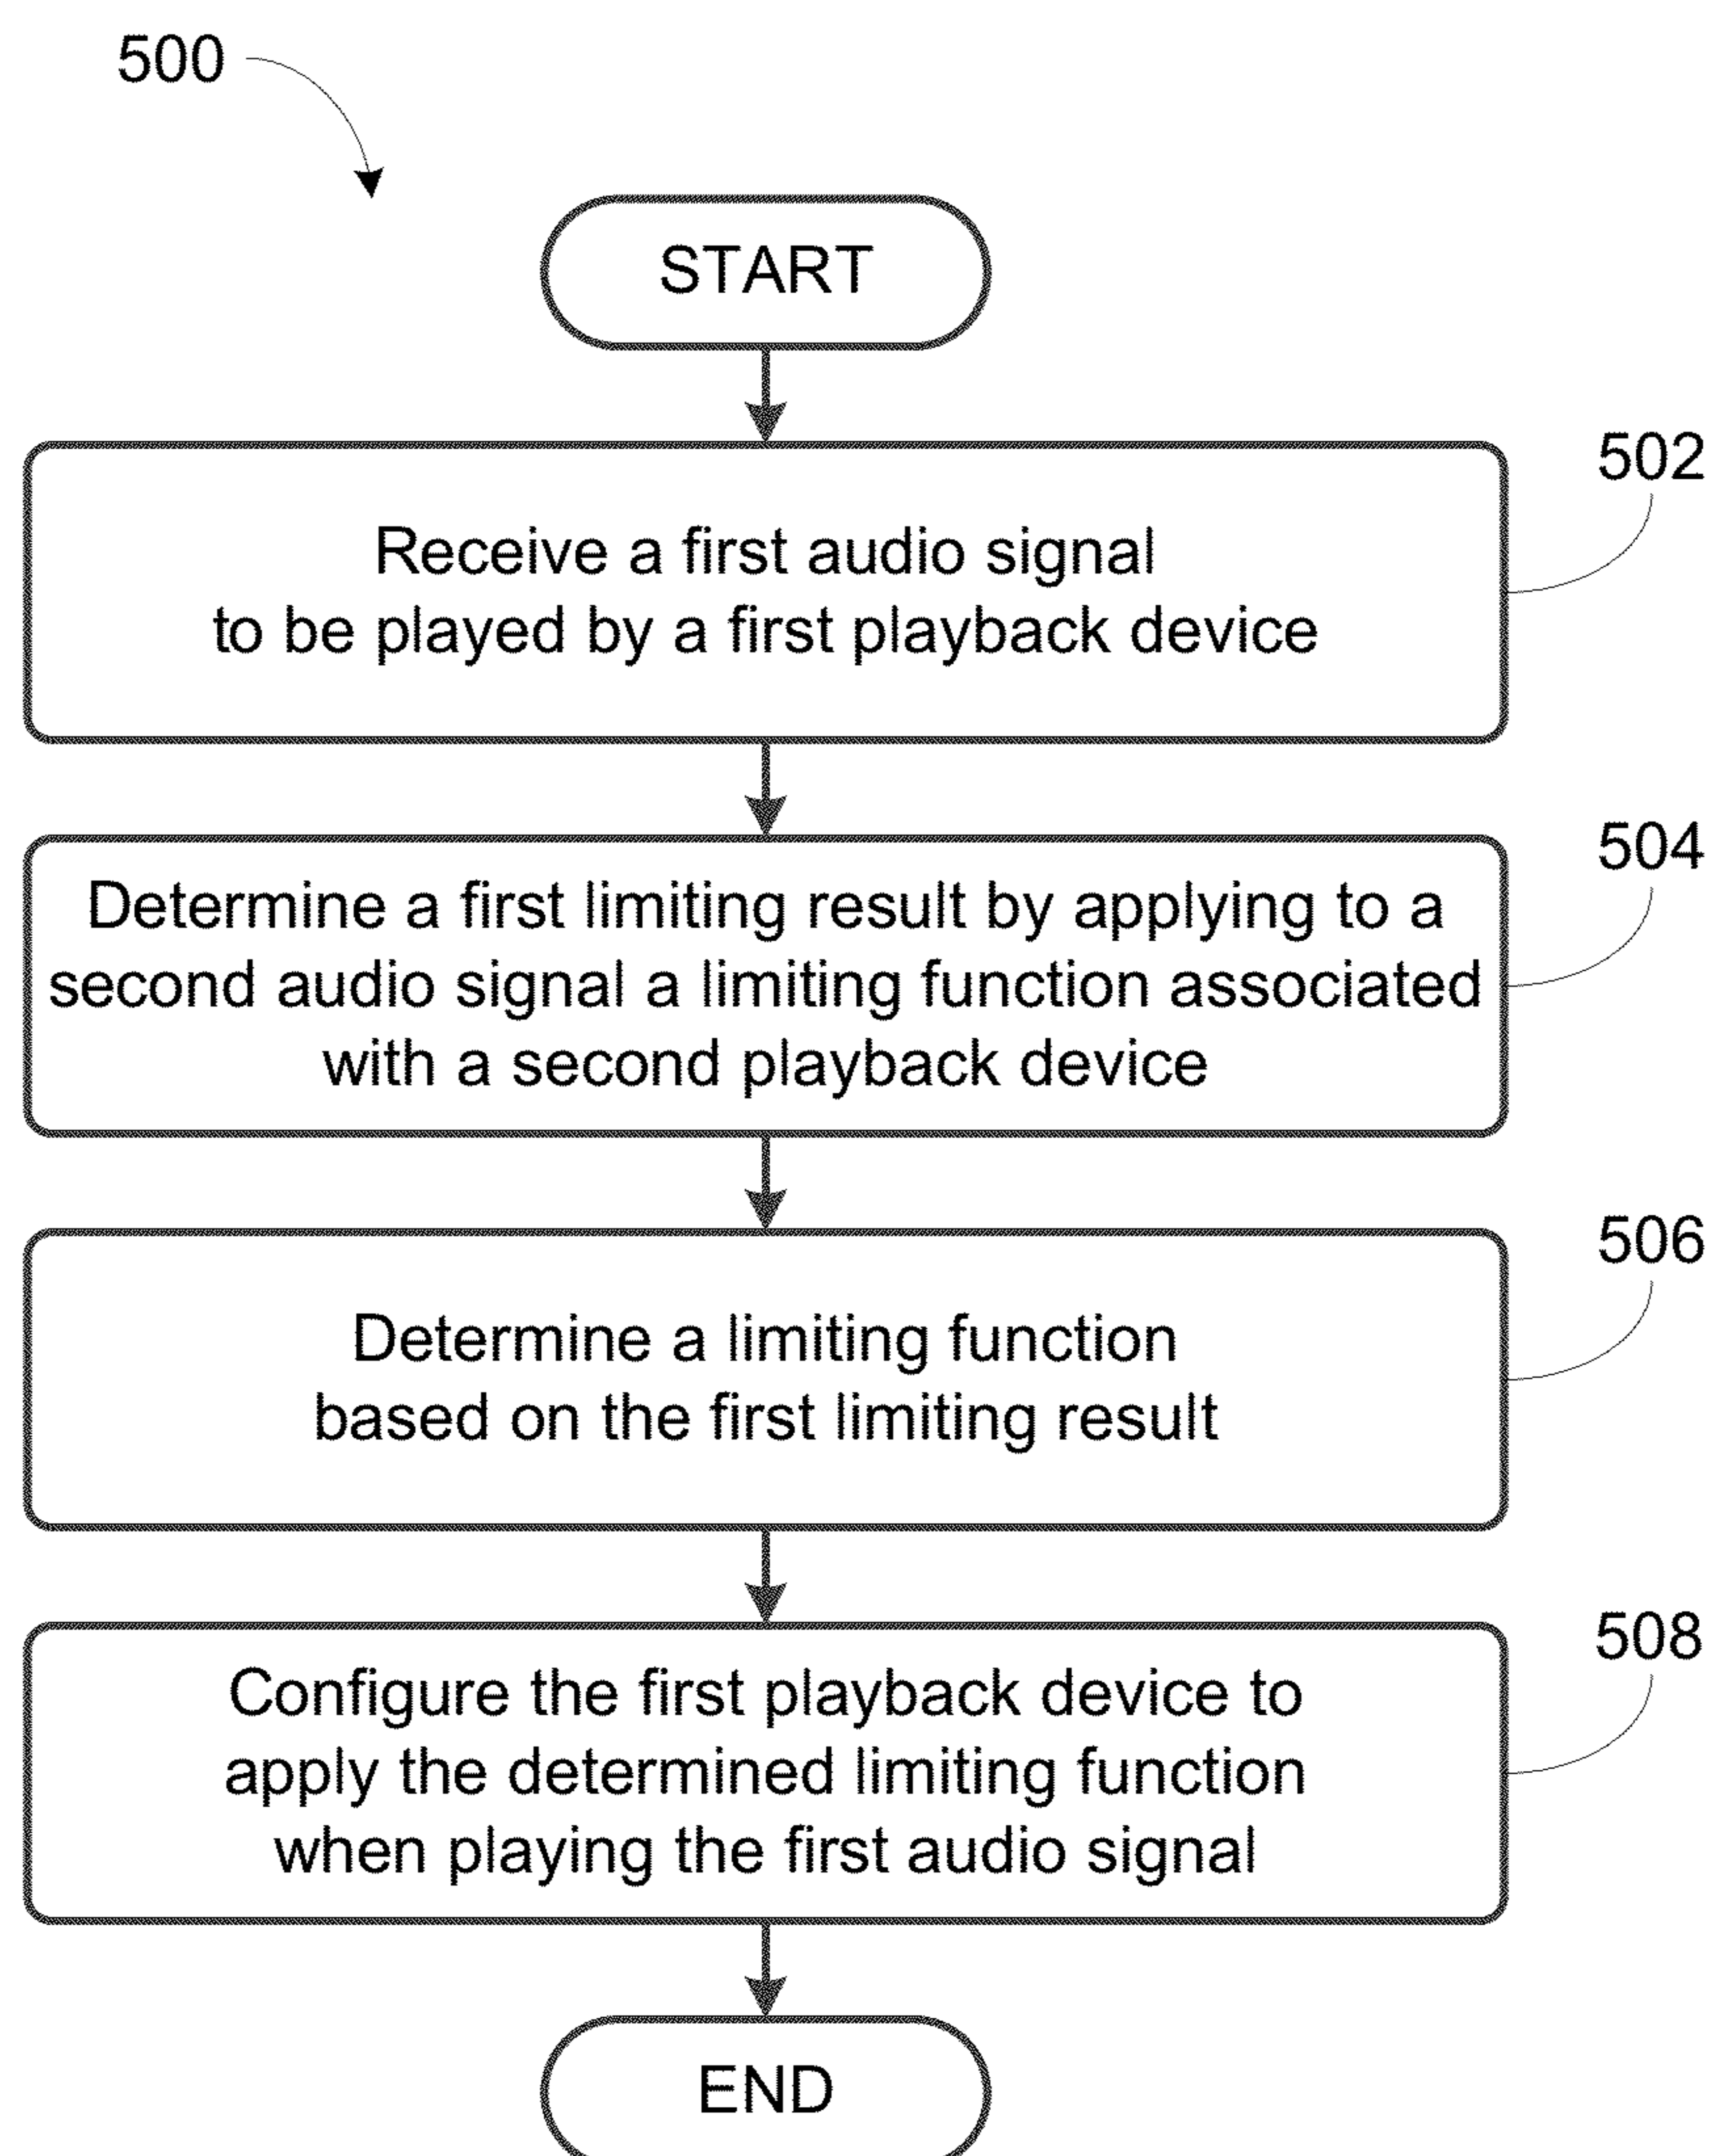 500
START
502
Receive a first audio signal
to be played by a first playback device
504
Determine a first limiting result by applying to a
second audio signal a limiting function associated
with a second playback device
506
Determine a limiting function
based on the first limiting result
508
Configure the first playback device to
apply the determined limiting function
when playing the first audio signal
END